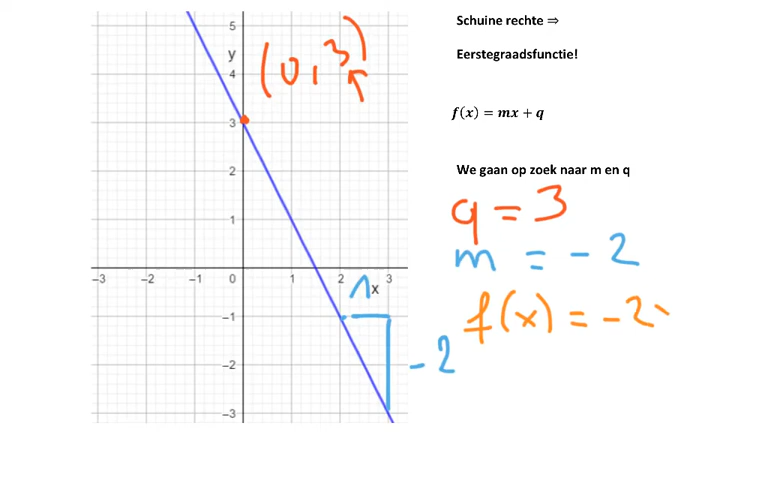 Schuine rechte ⇒
Eerstegraadsfunctie!
f(x) = mx + q
We gaan op zoek naar m en q
q = 3
m = -2
f(x) = -2
(0,3)
5
y
4
3
2
1
-3 -2 -1 0 1 2 3
1 x
-1
-2
-2
-3